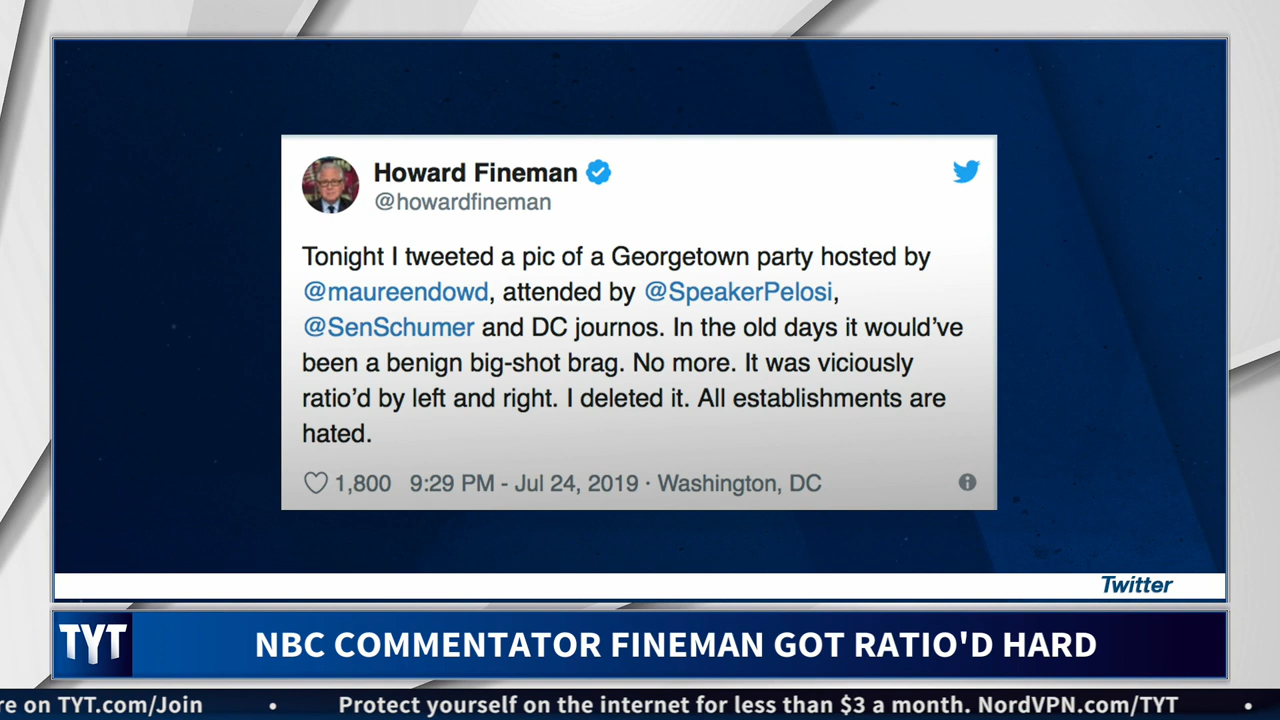 Howard Fineman
@howardfineman
Tonight I tweeted a pic of a Georgetown party hosted by
@maureendowd, attended by @SpeakerPelosi,
@SenSchumer and DC journos. In the old days it would've
been a benign big-shot brag. No more. It was viciously
ratio'd by left and right. I deleted it. All establishments are
hated.
1,800 9:29 PM - Jul 24, 2019 · Washington, DC
Twitter
TYT NBC COMMENTATOR FINEMAN GOT RATIO'D HARD
re on TYT.com/Join • Protect yourself on the internet for less than $3 a month. NordVPN.com/TYT •